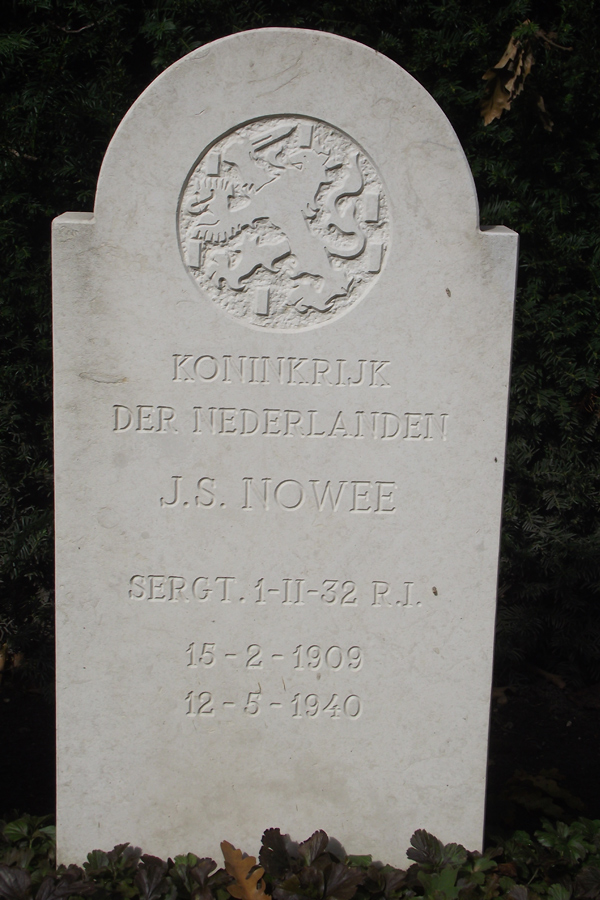 KONINKRIJK
DER NEDERLANDEN
J.S. NOWEE
SERGT. 1-II-32 R.I.
15-2-1909
12-5-1940